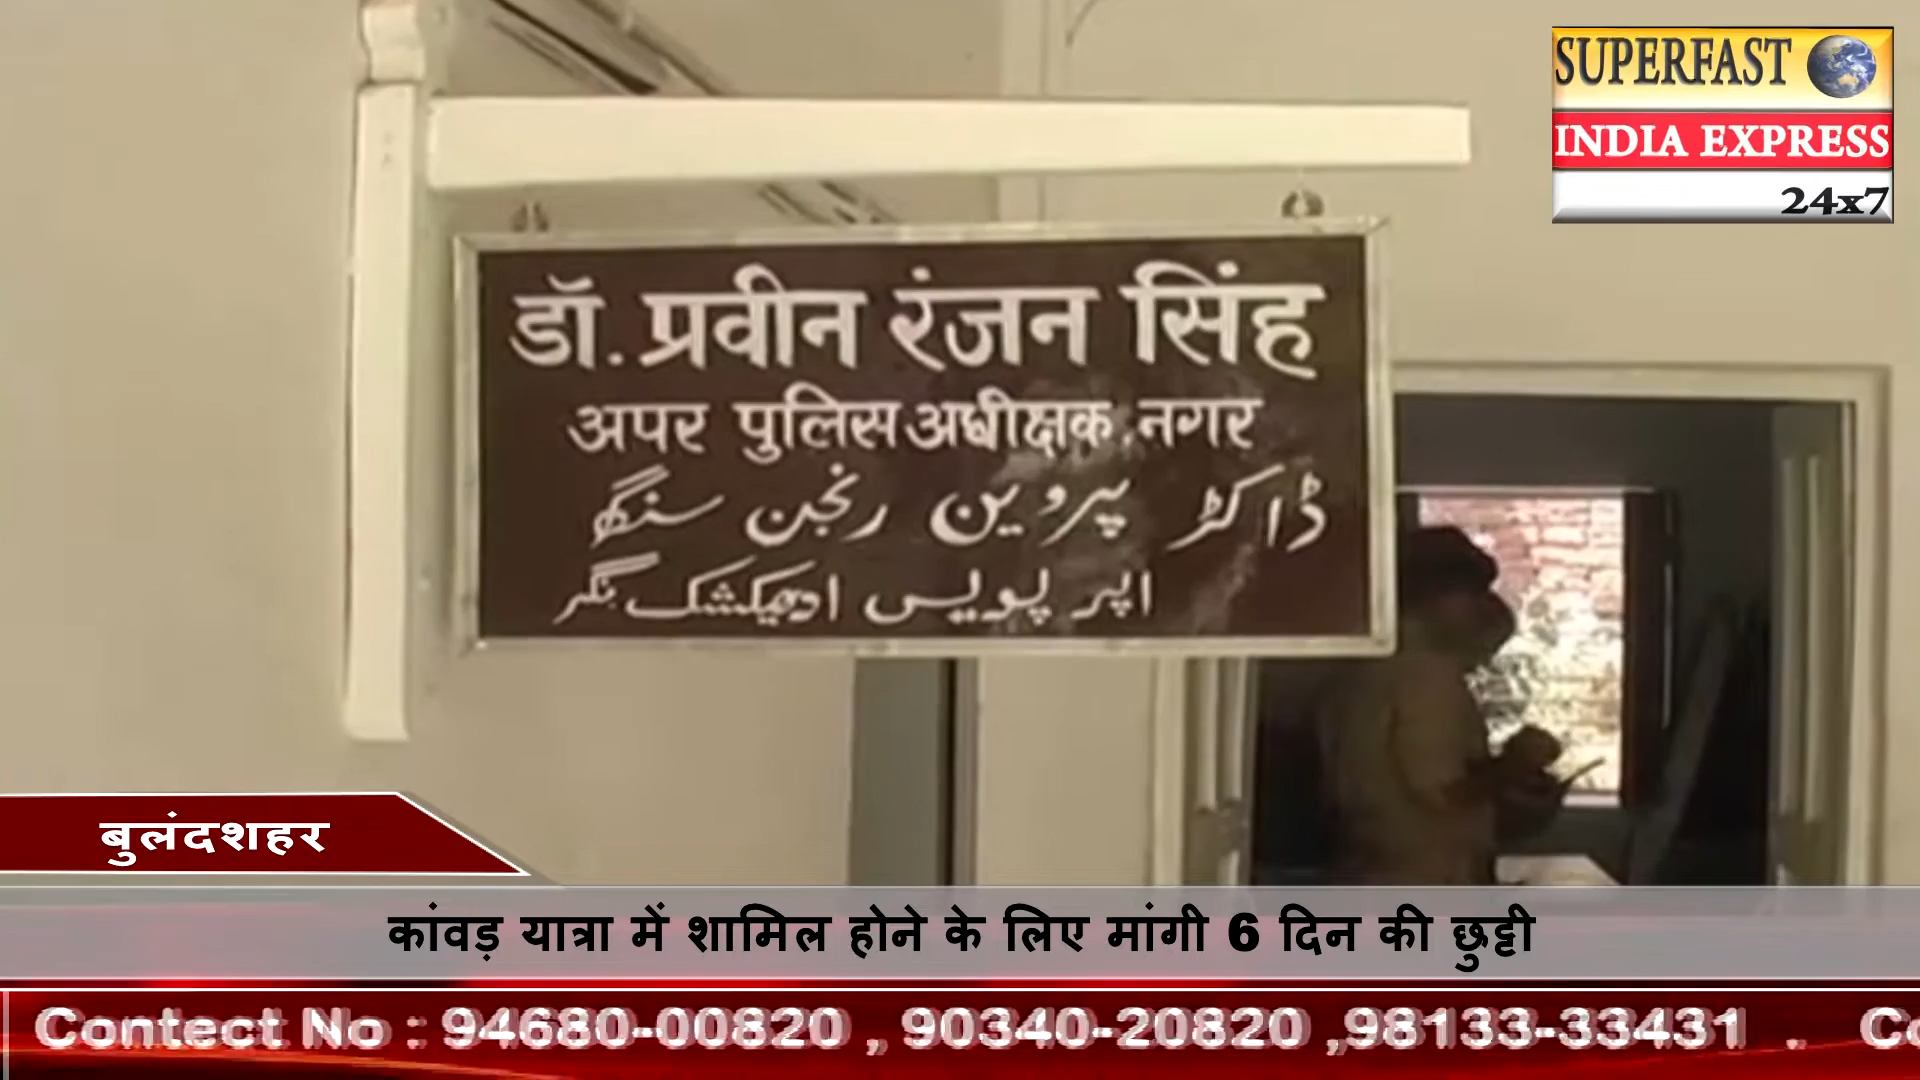 SUPERFAST
INDIA EXPRESS
24x7
डॉ. प्रवीन रंजन सिंह
अपर पुलिस अधीक्षक, नगर
ڈاکٹر پروین رنجن سنگھ
اپر پولیس ادھیکشک نگر
बुलंदशहर
कांवड़ यात्रा में शामिल होने के लिए मांगी 6 दिन की छुट्टी
Contect No : 94680-00820 , 90340-20820 ,98133-33431 . Co